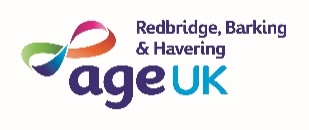 Redbridge, Barking
& Havering
age UK